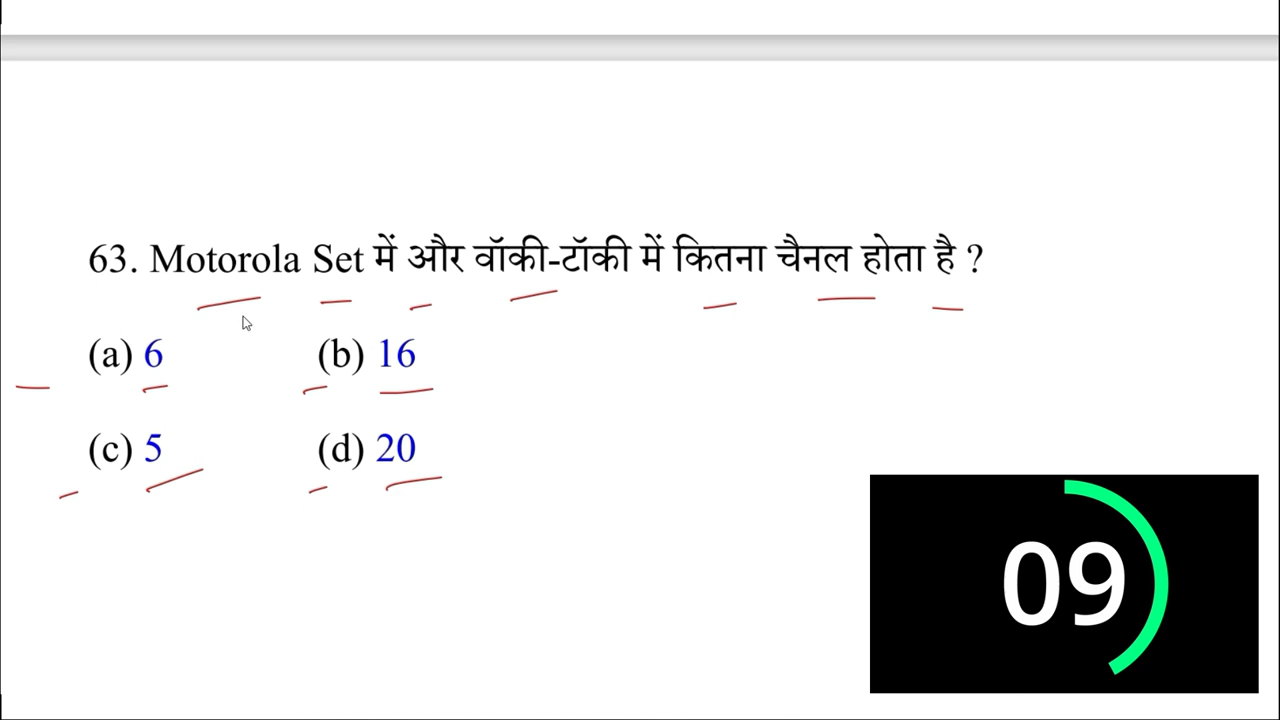 63. Motorola Set में और वॉकी-टॉकी में कितना चैनल होता है ?
(a) 6 (b) 16
(c) 5 (d) 20
09